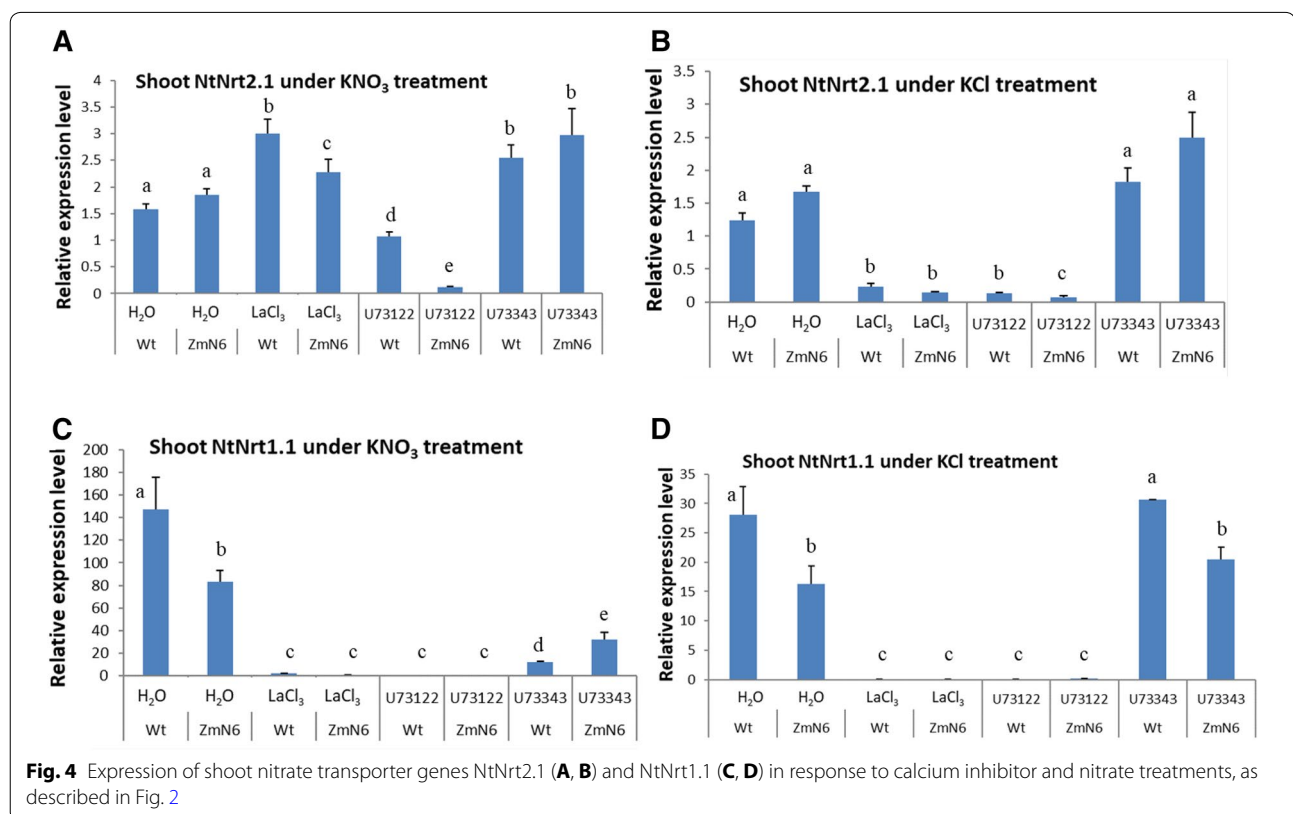 A
Shoot NtNrt2.1 under KNO₃ treatment
Relative expression level
4
3.5
3
2.5
2
1.5
1
0.5
0
a a b c d e b b
H₂O H₂O LaCl₃ LaCl₃ U73122 U73122 U73343 U73343
Wt ZmN6 Wt ZmN6 Wt ZmN6 Wt ZmN6
B
Shoot NtNrt2.1 under KCl treatment
Relative expression level
3.5
3
2.5
2
1.5
1
0.5
0
a a b b b c a a
H₂O H₂O LaCl₃ LaCl₃ U73122 U73122 U73343 U73343
Wt ZmN6 Wt ZmN6 Wt ZmN6 Wt ZmN6
C
Shoot NtNrt1.1 under KNO₃ treatment
Relative expression level
200
180
160
140
120
100
80
60
40
20
0
a b c c c c d e
H₂O H₂O LaCl₃ LaCl₃ U73122 U73122 U73343 U73343
Wt ZmN6 Wt ZmN6 Wt ZmN6 Wt ZmN6
D
Shoot NtNrt1.1 under KCl treatment
Relative expression level
35
30
25
20
15
10
5
0
a b c c c c a b
H₂O H₂O LaCl₃ LaCl₃ U73122 U73122 U73343 U73343
Wt ZmN6 Wt ZmN6 Wt ZmN6 Wt ZmN6
Fig. 4 Expression of shoot nitrate transporter genes NtNrt2.1 (A, B) and NtNrt1.1 (C, D) in response to calcium inhibitor and nitrate treatments, as
described in Fig. 2